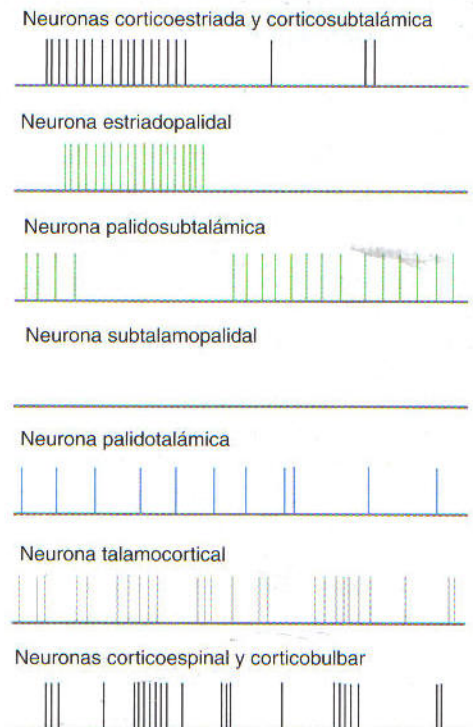 Neuronas corticoestriada y corticosubtalámica
Neurona estriadopalidal
Neurona palidosubtalámica
Neurona subtalamopalidal
Neurona palidotalámica
Neurona talamocortical
Neuronas corticoespinal y corticobulbar